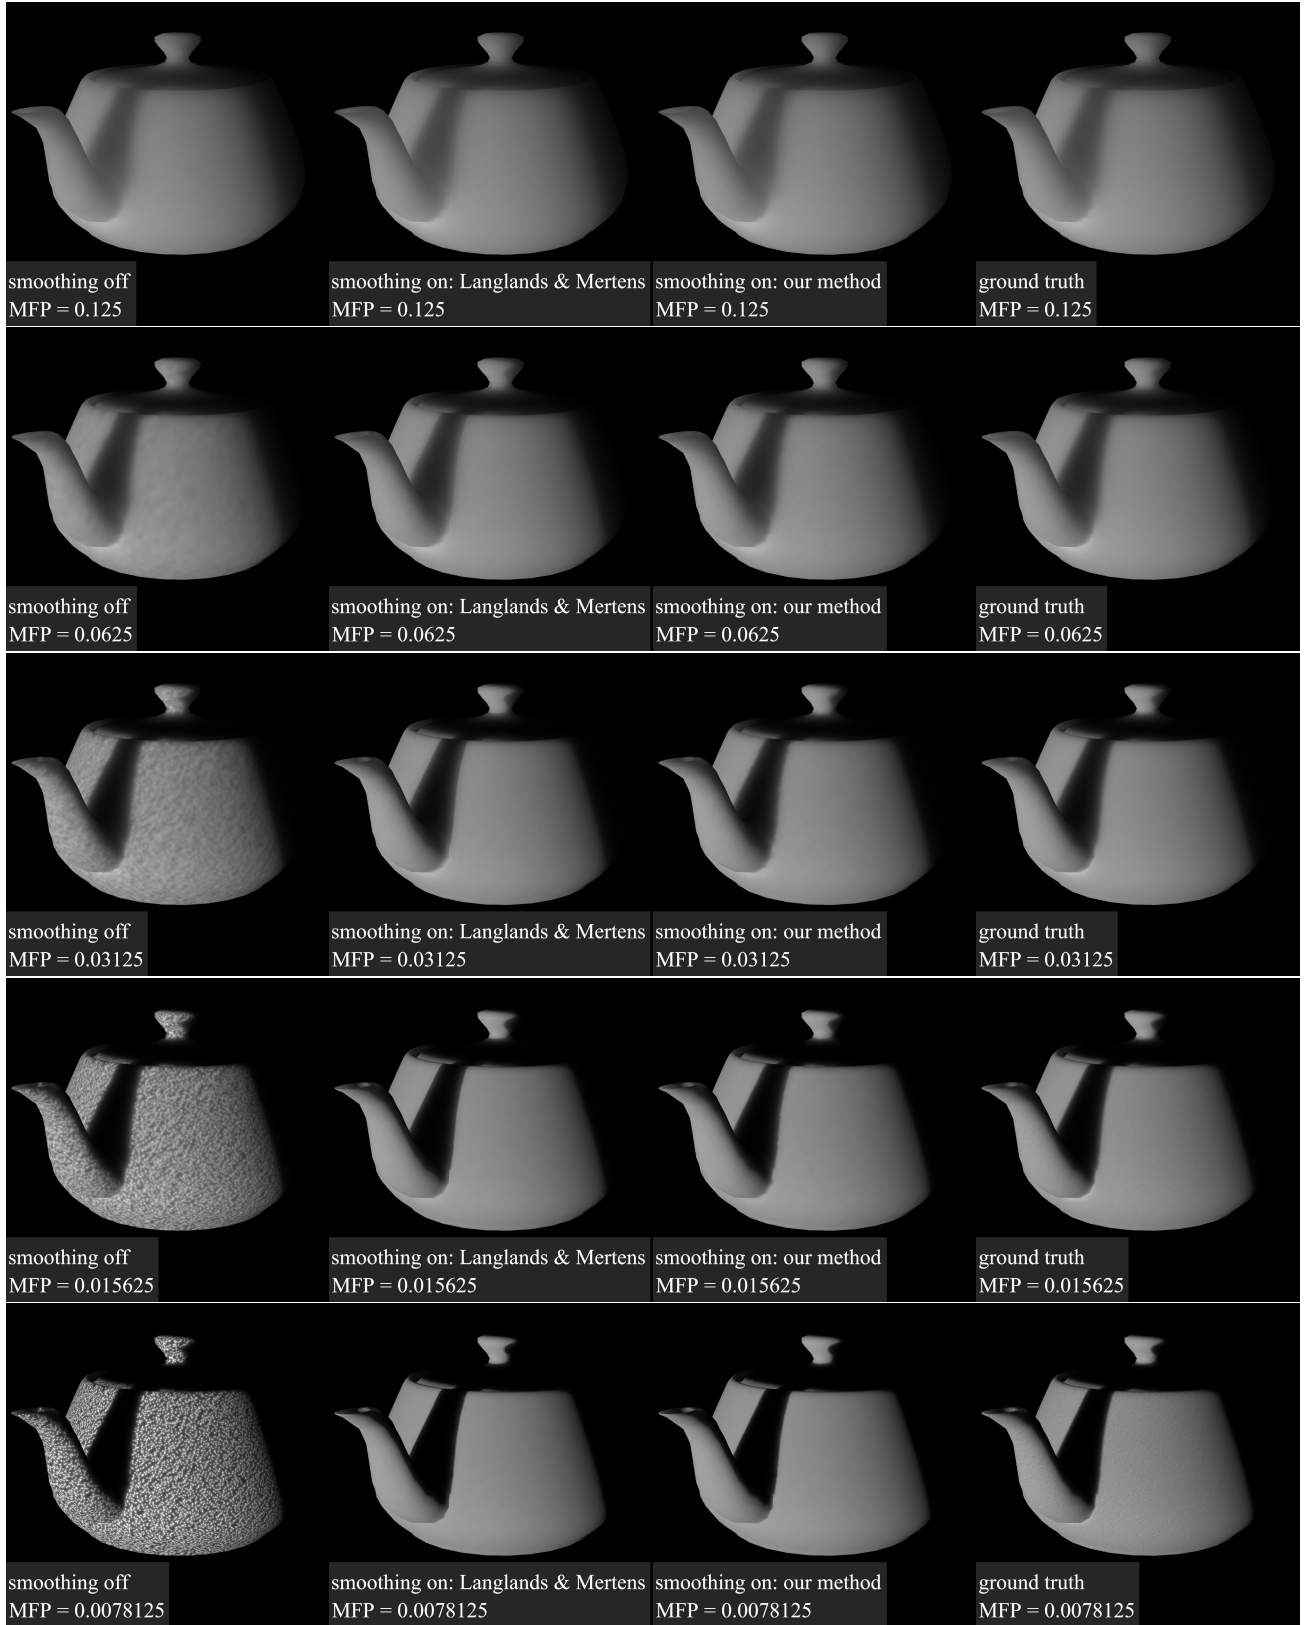 smoothing off
MFP = 0.125
smoothing on: Langlands & Mertens
MFP = 0.125
smoothing on: our method
MFP = 0.125
ground truth
MFP = 0.125
smoothing off
MFP = 0.0625
smoothing on: Langlands & Mertens
MFP = 0.0625
smoothing on: our method
MFP = 0.0625
ground truth
MFP = 0.0625
smoothing off
MFP = 0.03125
smoothing on: Langlands & Mertens
MFP = 0.03125
smoothing on: our method
MFP = 0.03125
ground truth
MFP = 0.03125
smoothing off
MFP = 0.015625
smoothing on: Langlands & Mertens
MFP = 0.015625
smoothing on: our method
MFP = 0.015625
ground truth
MFP = 0.015625
smoothing off
MFP = 0.0078125
smoothing on: Langlands & Mertens
MFP = 0.0078125
smoothing on: our method
MFP = 0.0078125
ground truth
MFP = 0.0078125